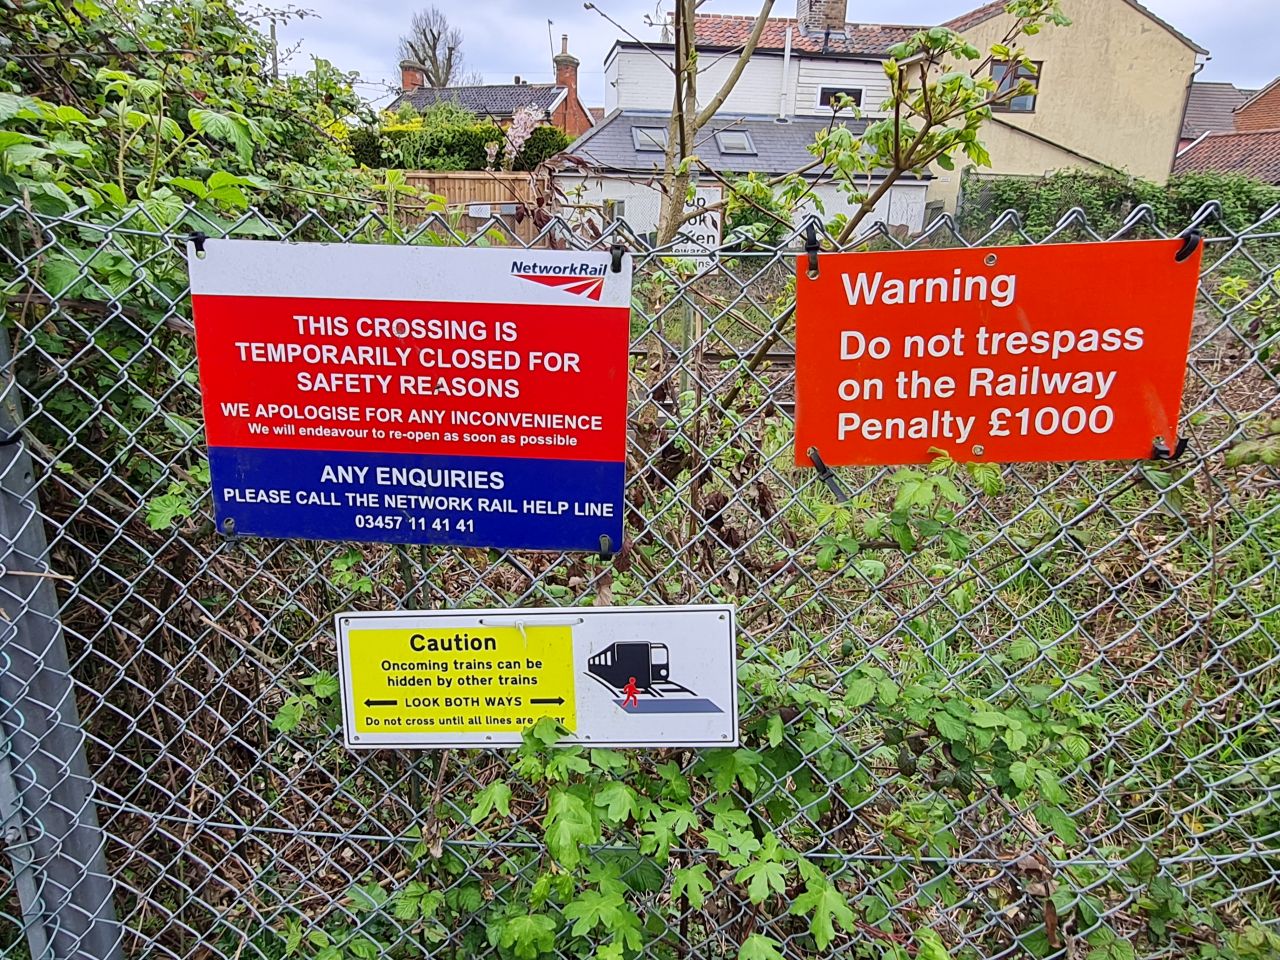 NetworkRail
THIS CROSSING IS
TEMPORARILY CLOSED FOR
SAFETY REASONS
WE APOLOGISE FOR ANY INCONVENIENCE
We will endeavour to re-open as soon as possible
ANY ENQUIRIES
PLEASE CALL THE NETWORK RAIL HELP LINE
03457 11 41 41
Warning
Do not trespass
on the Railway
Penalty £1000
Caution
Oncoming trains can be
hidden by other trains
LOOK BOTH WAYS
Do not cross until all lines are